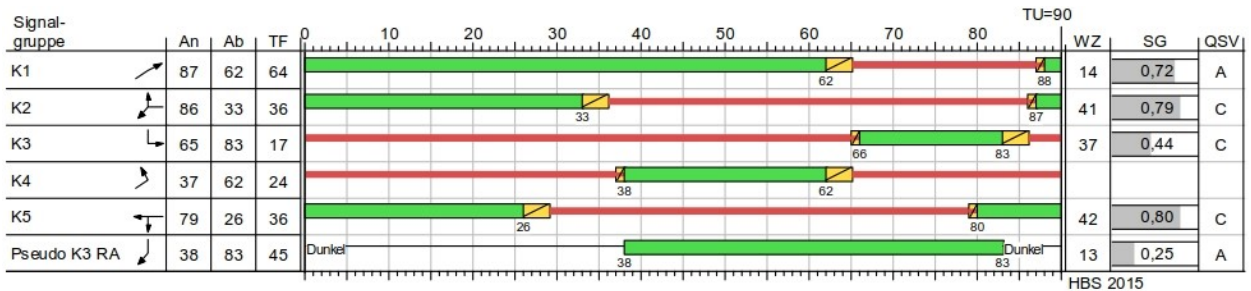 TU=90
Signal-
gruppe An Ab TF 0 10 20 30 40 50 60 70 80 WZ SG QSV
K1 87 62 64 62 88 14 0,72 A
K2 86 33 36 33 87 41 0,79 C
K3 65 83 17 66 83 37 0,44 C
K4 37 62 24 38 62
K5 79 26 36 26 80 42 0,80 C
Pseudo K3 RA 38 83 45 Dunkel 38 83 Dunkel 13 0,25 A
HBS 2015